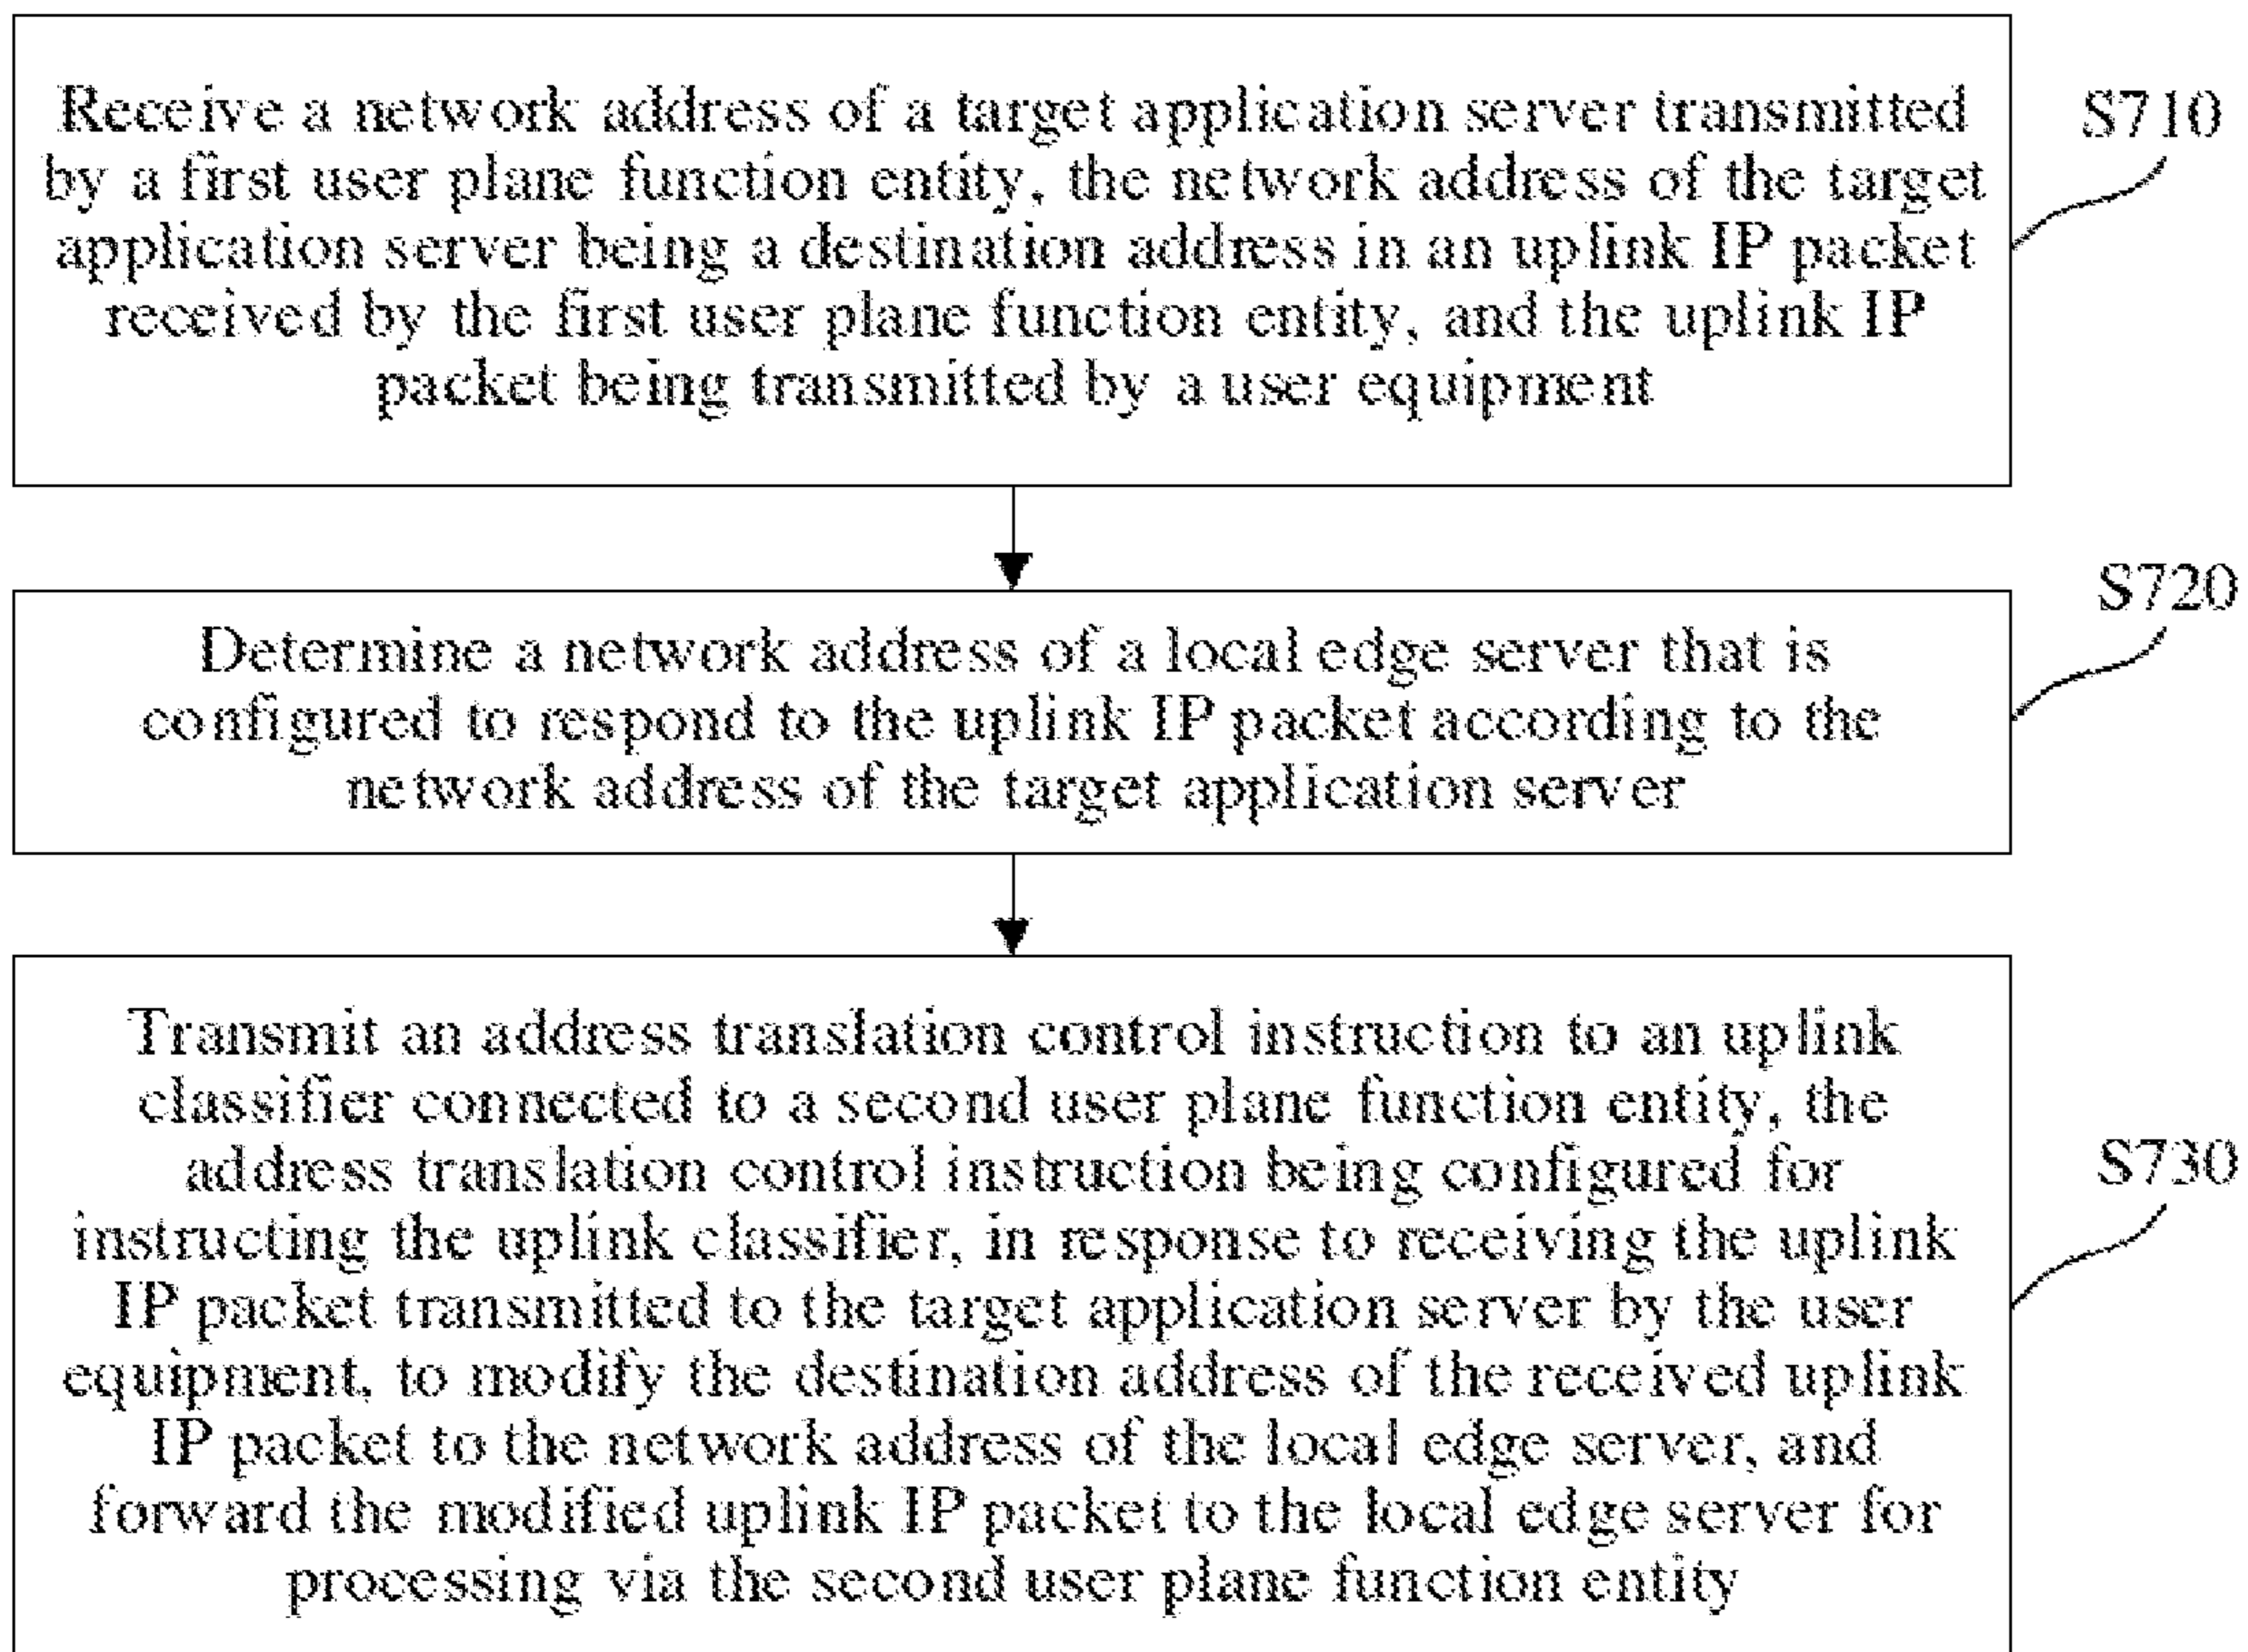 Receive a network address of a target application server transmitted
by a first user plane function entity, the network address of the target
application server being a destination address in an uplink IP packet
received by the first user plane function entity, and the uplink IP
packet being transmitted by a user equipment
S710
Determine a network address of a local edge server that is
configured to respond to the uplink IP packet according to the
network address of the target application server
S720
Transmit an address translation control instruction to an uplink
classifier connected to a second user plane function entity, the
address translation control instruction being configured for
instructing the uplink classifier, in response to receiving the uplink
IP packet transmitted to the target application server by the user
equipment, to modify the destination address of the received uplink
IP packet to the network address of the local edge server, and
forward the modified uplink IP packet to the local edge server for
processing via the second user plane function entity
S730